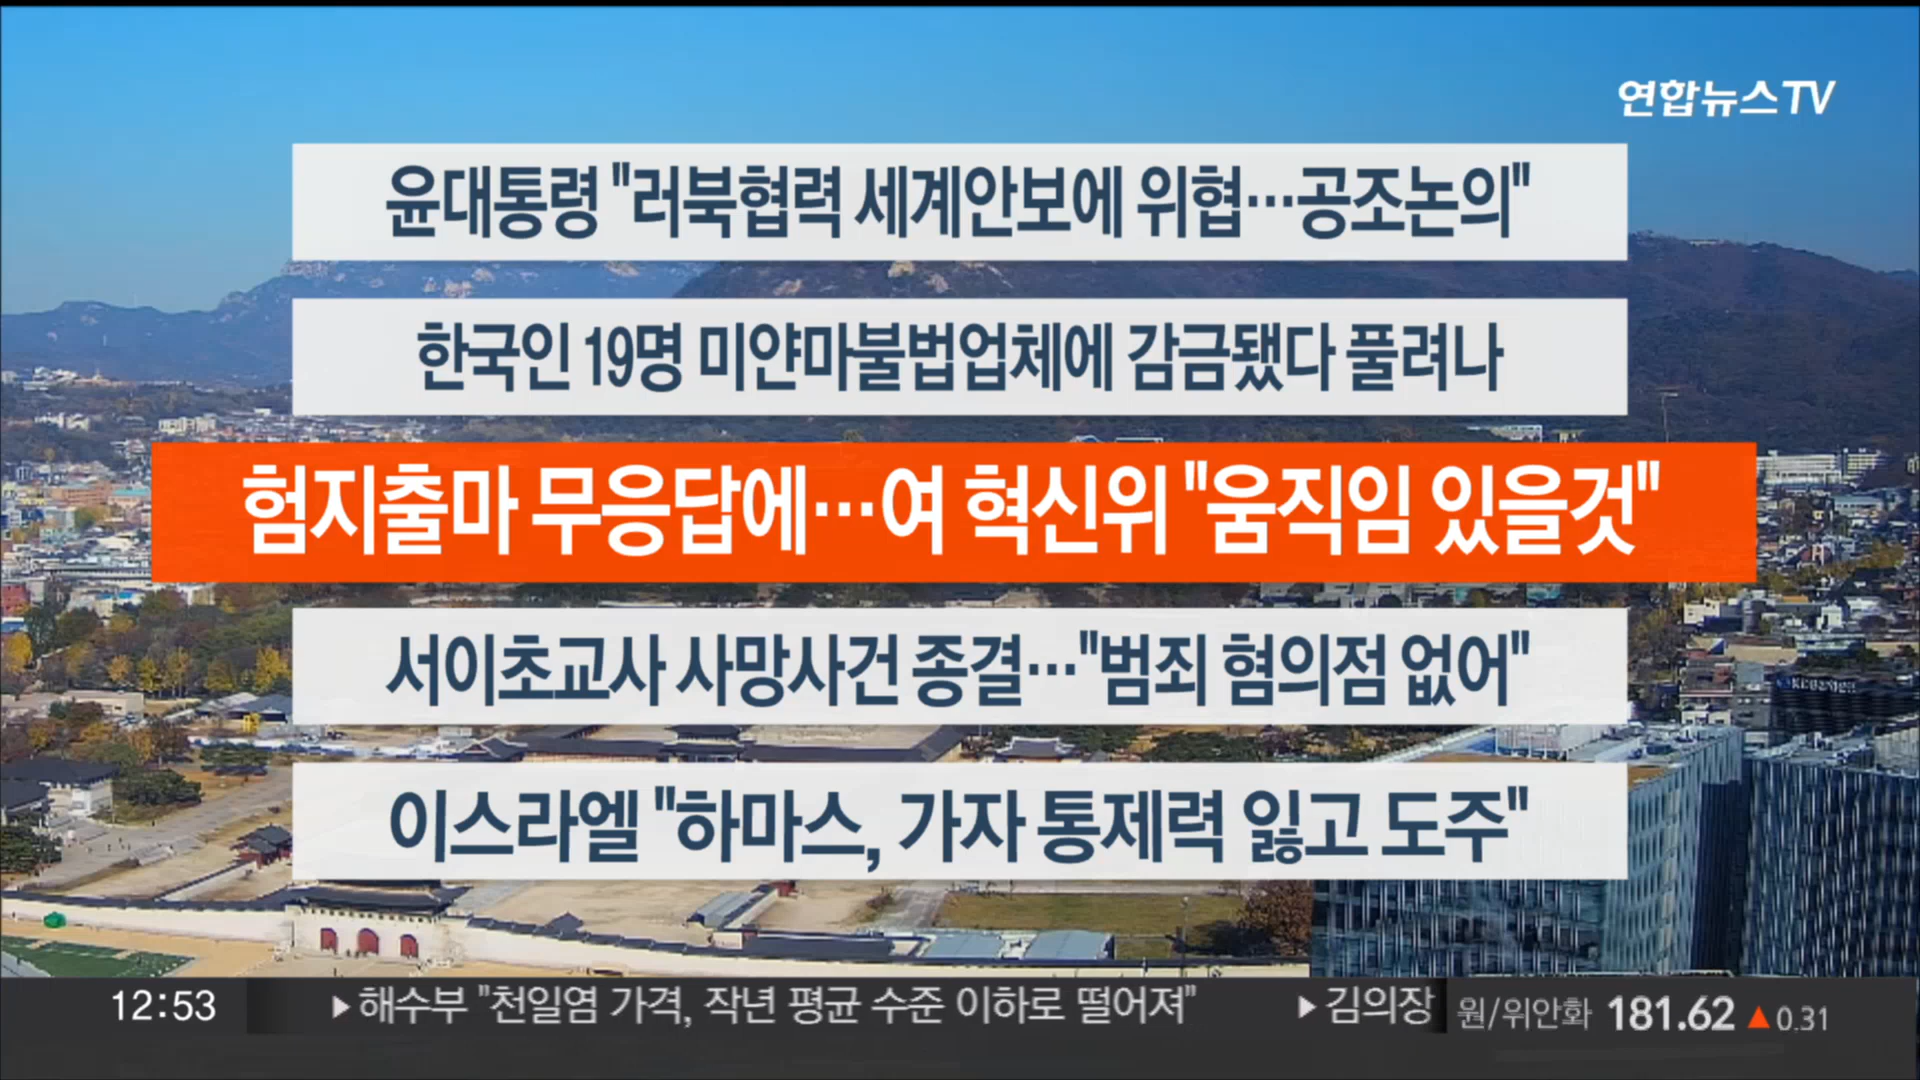 연합뉴스TV
윤대통령 "러북협력 세계안보에 위협…공조논의"
한국인 19명 미얀마불법업체에 감금됐다 풀려나
험지출마 무응답에…여 혁신위 "움직임 있을것"
서이초교사 사망사건 종결…"범죄 혐의점 없어"
이스라엘 "하마스, 가자 통제력 잃고 도주"
12:53 ▶해수부 "천일염 가격, 작년 평균 수준 이하로 떨어져" ▶김의장 원/위안화 181.62 ▲0.31